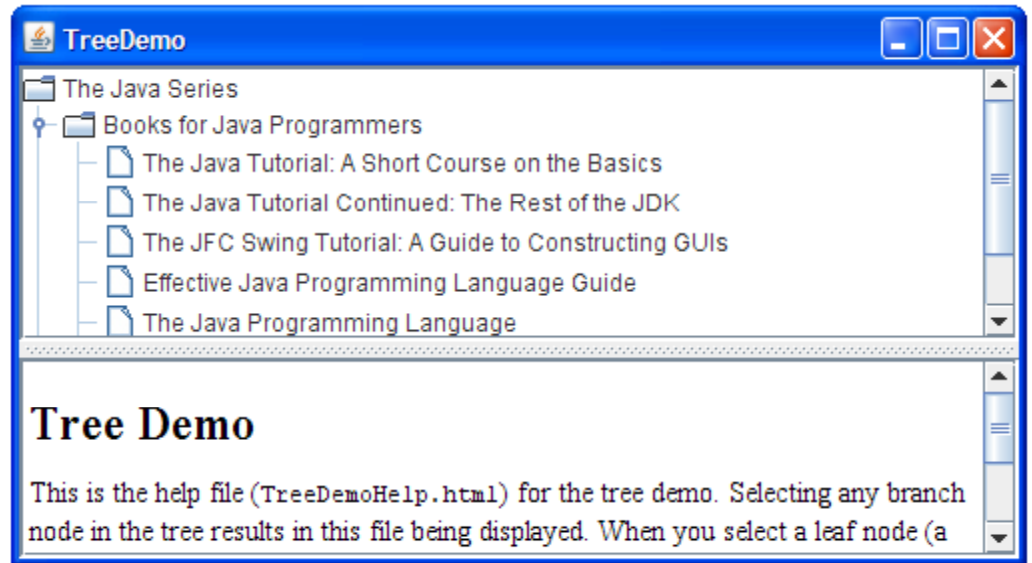 TreeDemo
The Java Series
Books for Java Programmers
The Java Tutorial: A Short Course on the Basics
The Java Tutorial Continued: The Rest of the JDK
The JFC Swing Tutorial: A Guide to Constructing GUIs
Effective Java Programming Language Guide
The Java Programming Language
Tree Demo
This is the help file (TreeDemoHelp.html) for the tree demo. Selecting any branch
node in the tree results in this file being displayed. When you select a leaf node (a